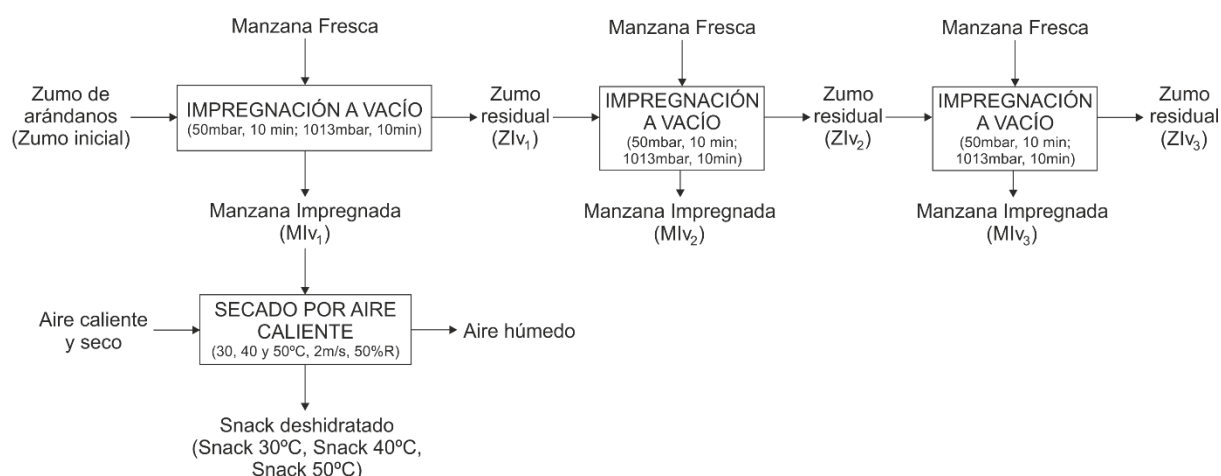 Manzana Fresca
Manzana Fresca
Manzana Fresca
Zumo de
arándanos
(Zumo inicial)
IMPREGNACIÓN A VACÍO
(50mbar, 10 min; 1013mbar, 10min)
Zumo
residual
(ZIv₁)
IMPREGNACIÓN
A VACÍO
(50mbar, 10 min;
1013mbar, 10min)
Zumo
residual
(ZIv₂)
IMPREGNACIÓN
A VACÍO
(50mbar, 10 min;
1013mbar, 10min)
Zumo
residual
(ZIv₃)
Manzana Impregnada
(MIv₁)
Manzana Impregnada
(MIv₂)
Manzana Impregnada
(MIv₃)
Aire caliente
y seco
SECADO POR AIRE
CALIENTE
(30, 40 y 50ºC, 2m/s, 50%R)
Aire húmedo
Snack deshidratado
(Snack 30ºC, Snack 40ºC,
Snack 50ºC)